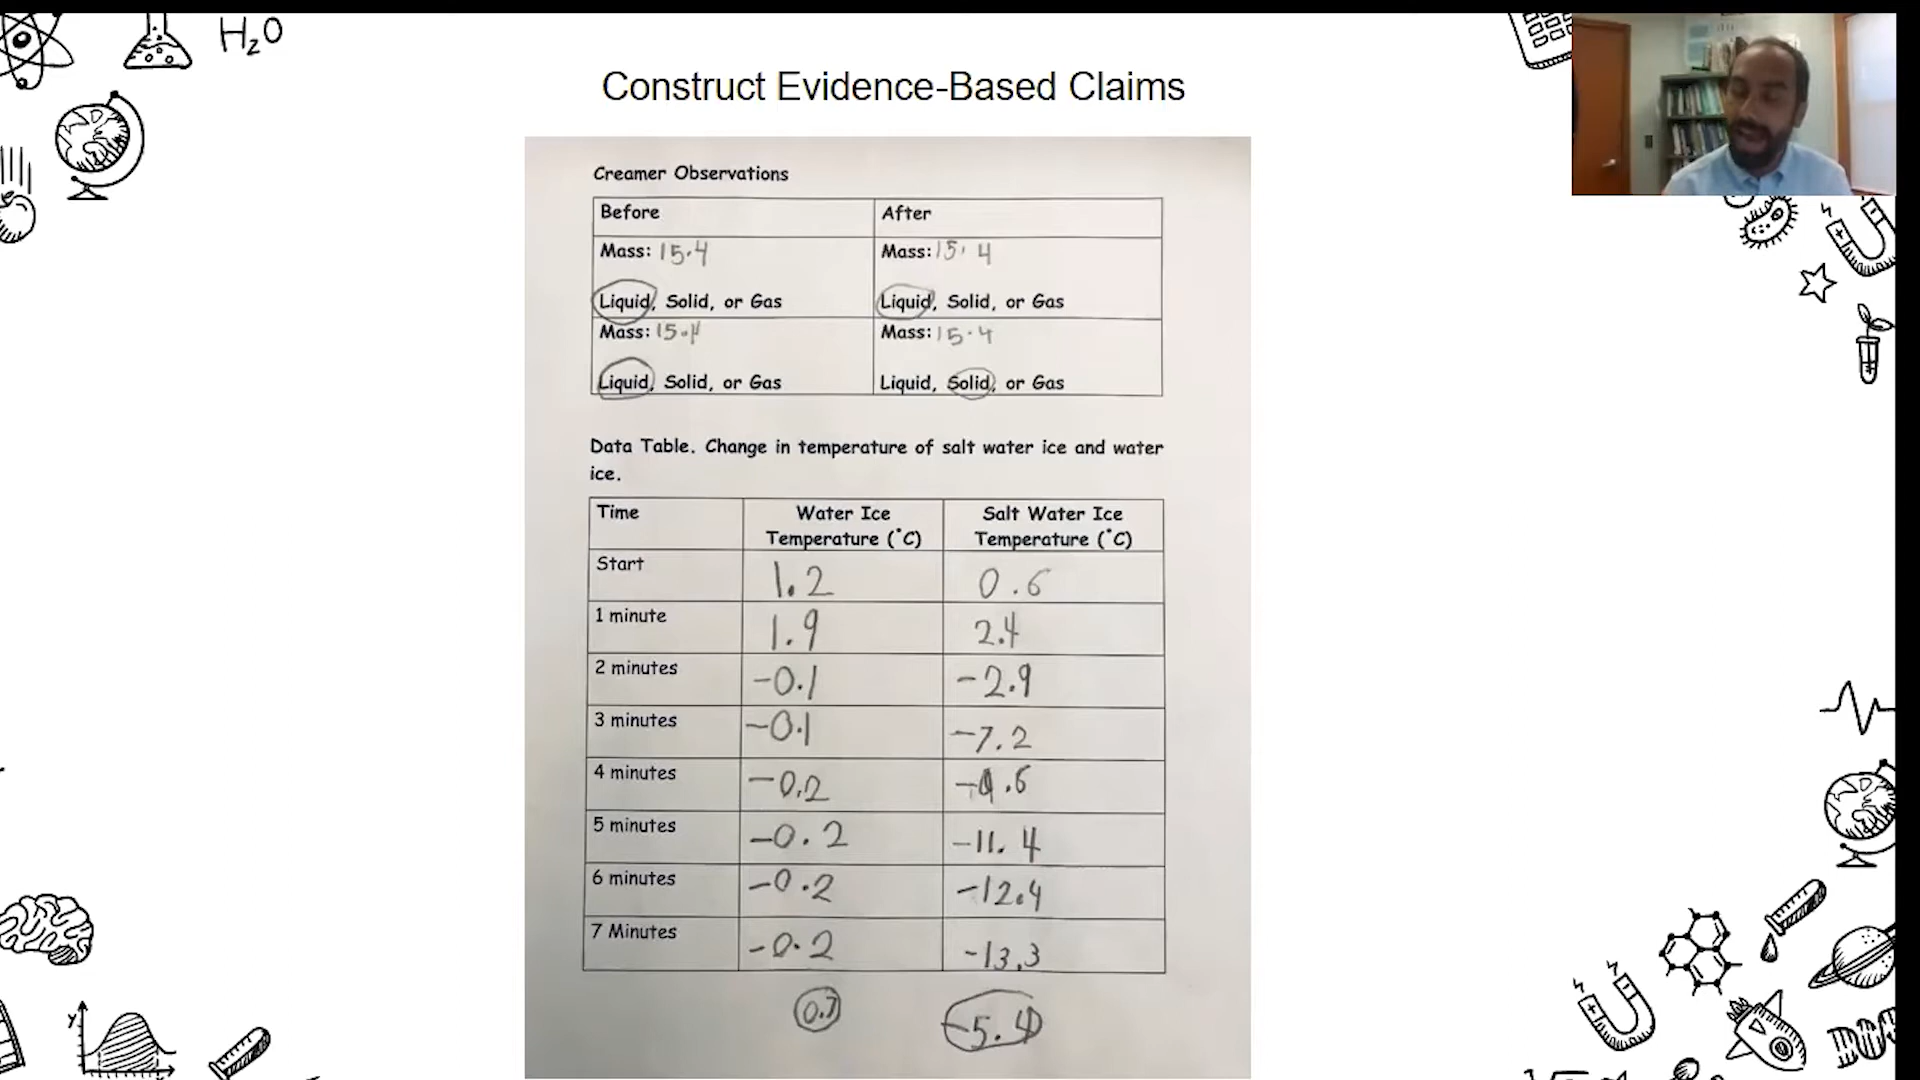 H₂O
Construct Evidence-Based Claims
Creamer Observations
Before After
Mass: 15.4 Mass: 15.4
Liquid, Solid, or Gas Liquid, Solid, or Gas
Mass: 15.4 Mass: 15.4
Liquid, Solid, or Gas Liquid, Solid, or Gas
Data Table. Change in temperature of salt water ice and water
ice.
Time Water Ice Salt Water Ice
Temperature (°C) Temperature (°C)
Start 1.2 0.6
1 minute 1.9 2.4
2 minutes -0.1 -2.9
3 minutes -0.1 -7.2
4 minutes -0.2
5 minutes -0.2 -11.4
6 minutes -0.2 -12.4
7 Minutes -0.2 -13.3
0.7 -5.4
Y